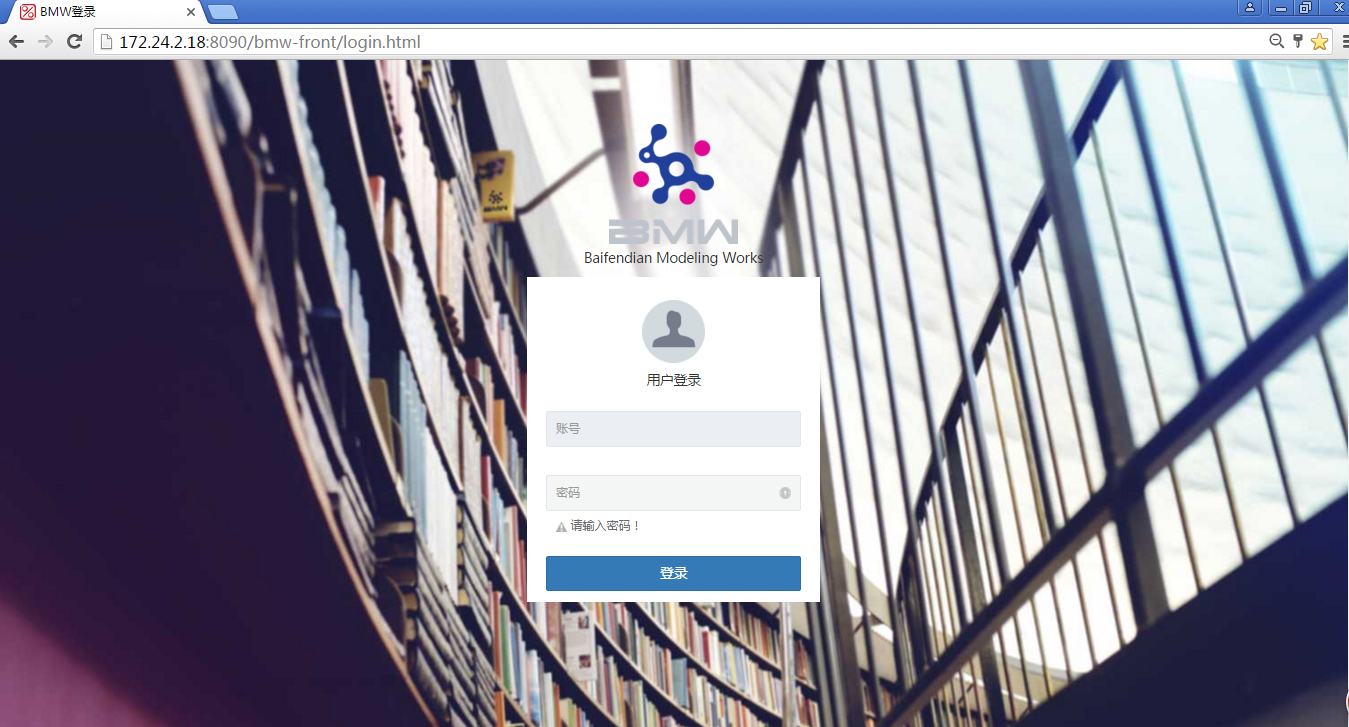 BMW登录
172.24.2.18:8090/bmw-front/login.html
BMW
BMW
Baifendian Modeling Works
用户登录
账号
密码
请输入密码！
登录